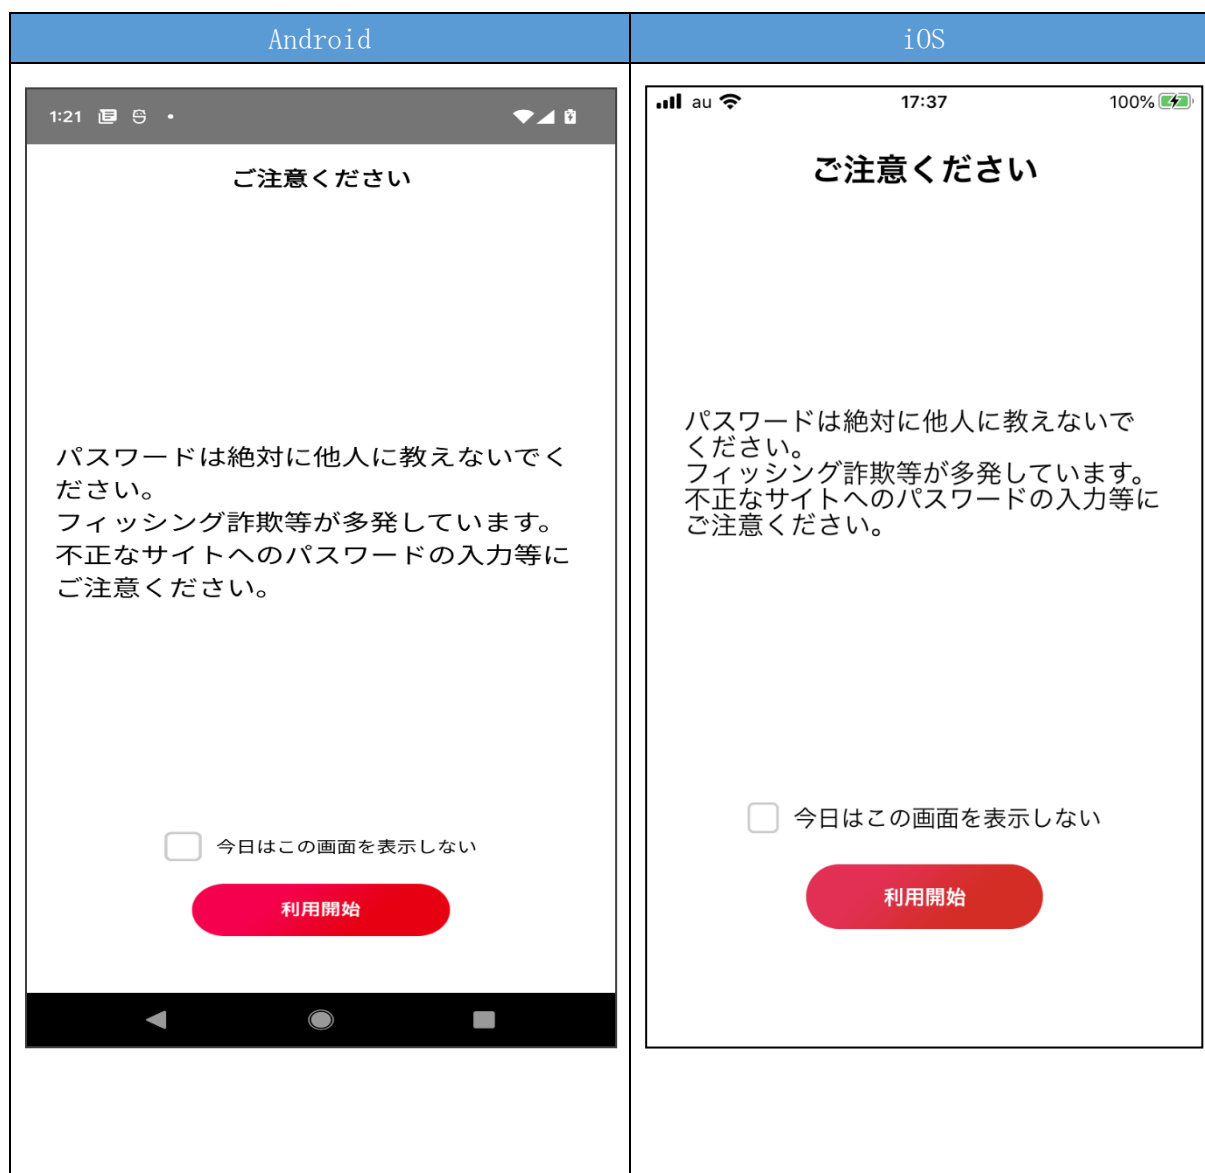 Android
iOS
1:21
ご注意ください
パスワードは絶対に他人に教えないでく
ださい。
フィッシング詐欺等が多発しています。
不正なサイトへのパスワードの入力等に
ご注意ください。
今日はこの画面を表示しない
利用開始
au
17:37
100%
ご注意ください
パスワードは絶対に他人に教えないで
ください。
フィッシング詐欺等が多発しています。
不正なサイトへのパスワードの入力等に
ご注意ください。
今日はこの画面を表示しない
利用開始